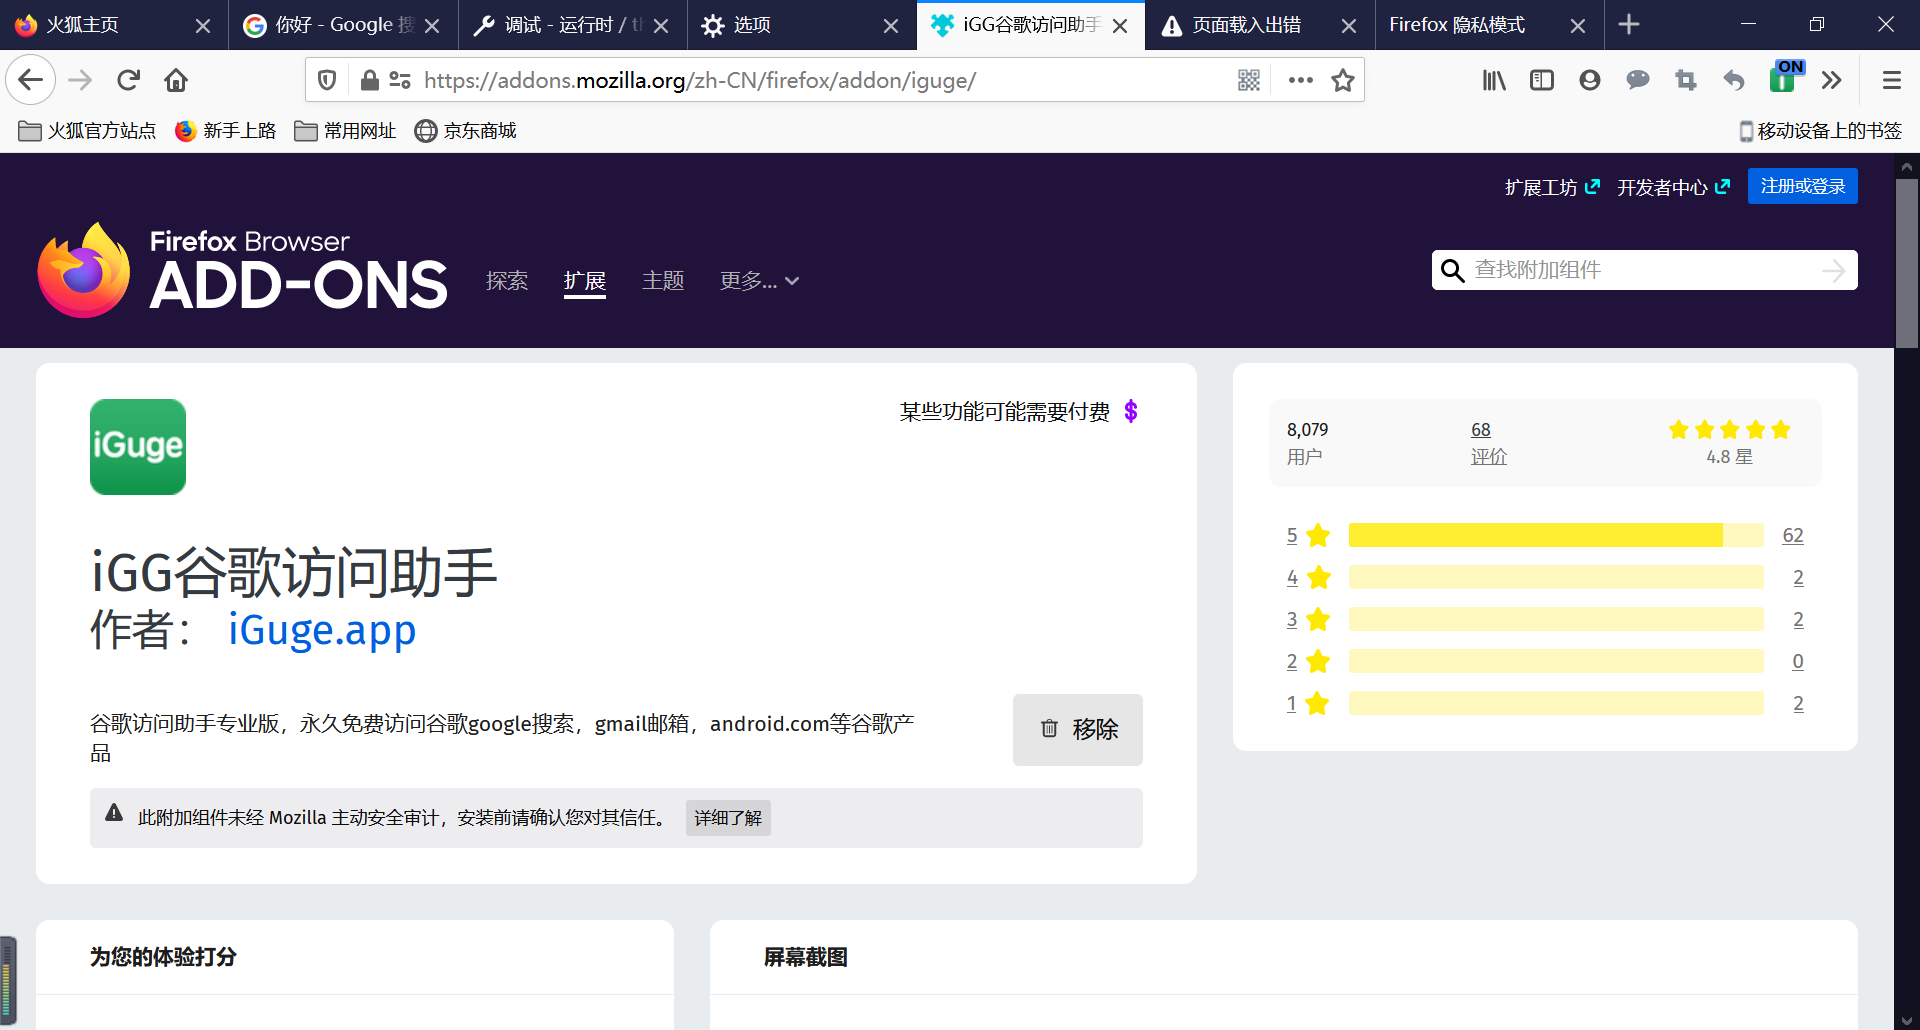 火狐主页
你好 - Google 搜
调试 - 运行时 / th
选项
iGG谷歌访问助手
页面载入出错
Firefox 隐私模式
https://addons.mozilla.org/zh-CN/firefox/addon/iguge/
ON
火狐官方站点
新手上路
常用网址
京东商城
移动设备上的书签
扩展工坊
开发者中心
注册或登录
Firefox Browser
ADD-ONS
探索
扩展
主题
更多...
查找附加组件
iGuge
某些功能可能需要付费 $
iGG谷歌访问助手
作者： iGuge.app
谷歌访问助手专业版，永久免费访问谷歌google搜索，gmail邮箱，android.com等谷歌产
品
移除
此附加组件未经 Mozilla 主动安全审计，安装前请确认您对其信任。
详细了解
8,079
用户
68
评价
4.8 星
5 62
4 2
3 2
2 0
1 2
为您的体验打分
屏幕截图